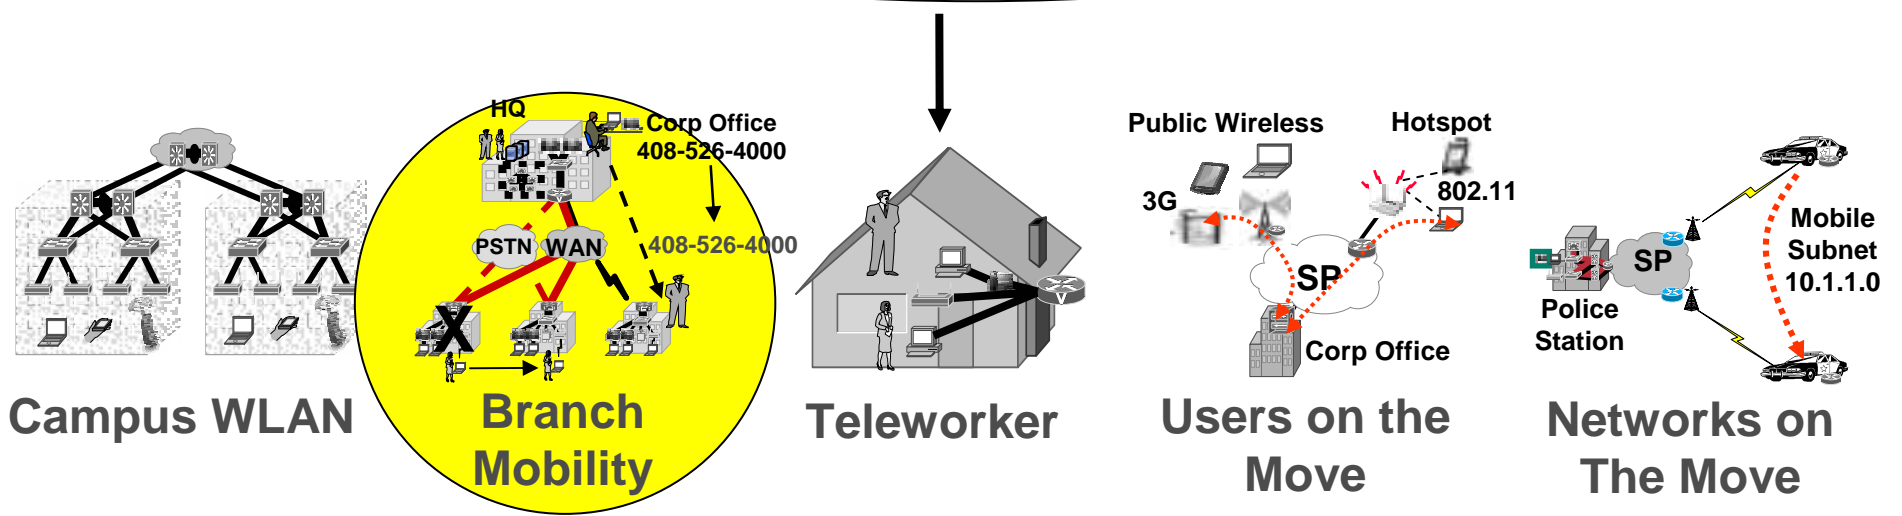 HQ
Corp Office
408-526-4000
408-526-4000
PSTN
WAN
X
Branch
Mobility
Campus WLAN
V
Teleworker
Public Wireless
Hotspot
3G
802.11
SP
Corp Office
Users on the
Move
SP
Police
Station
Mobile
Subnet
10.1.1.0
Networks on
The Move